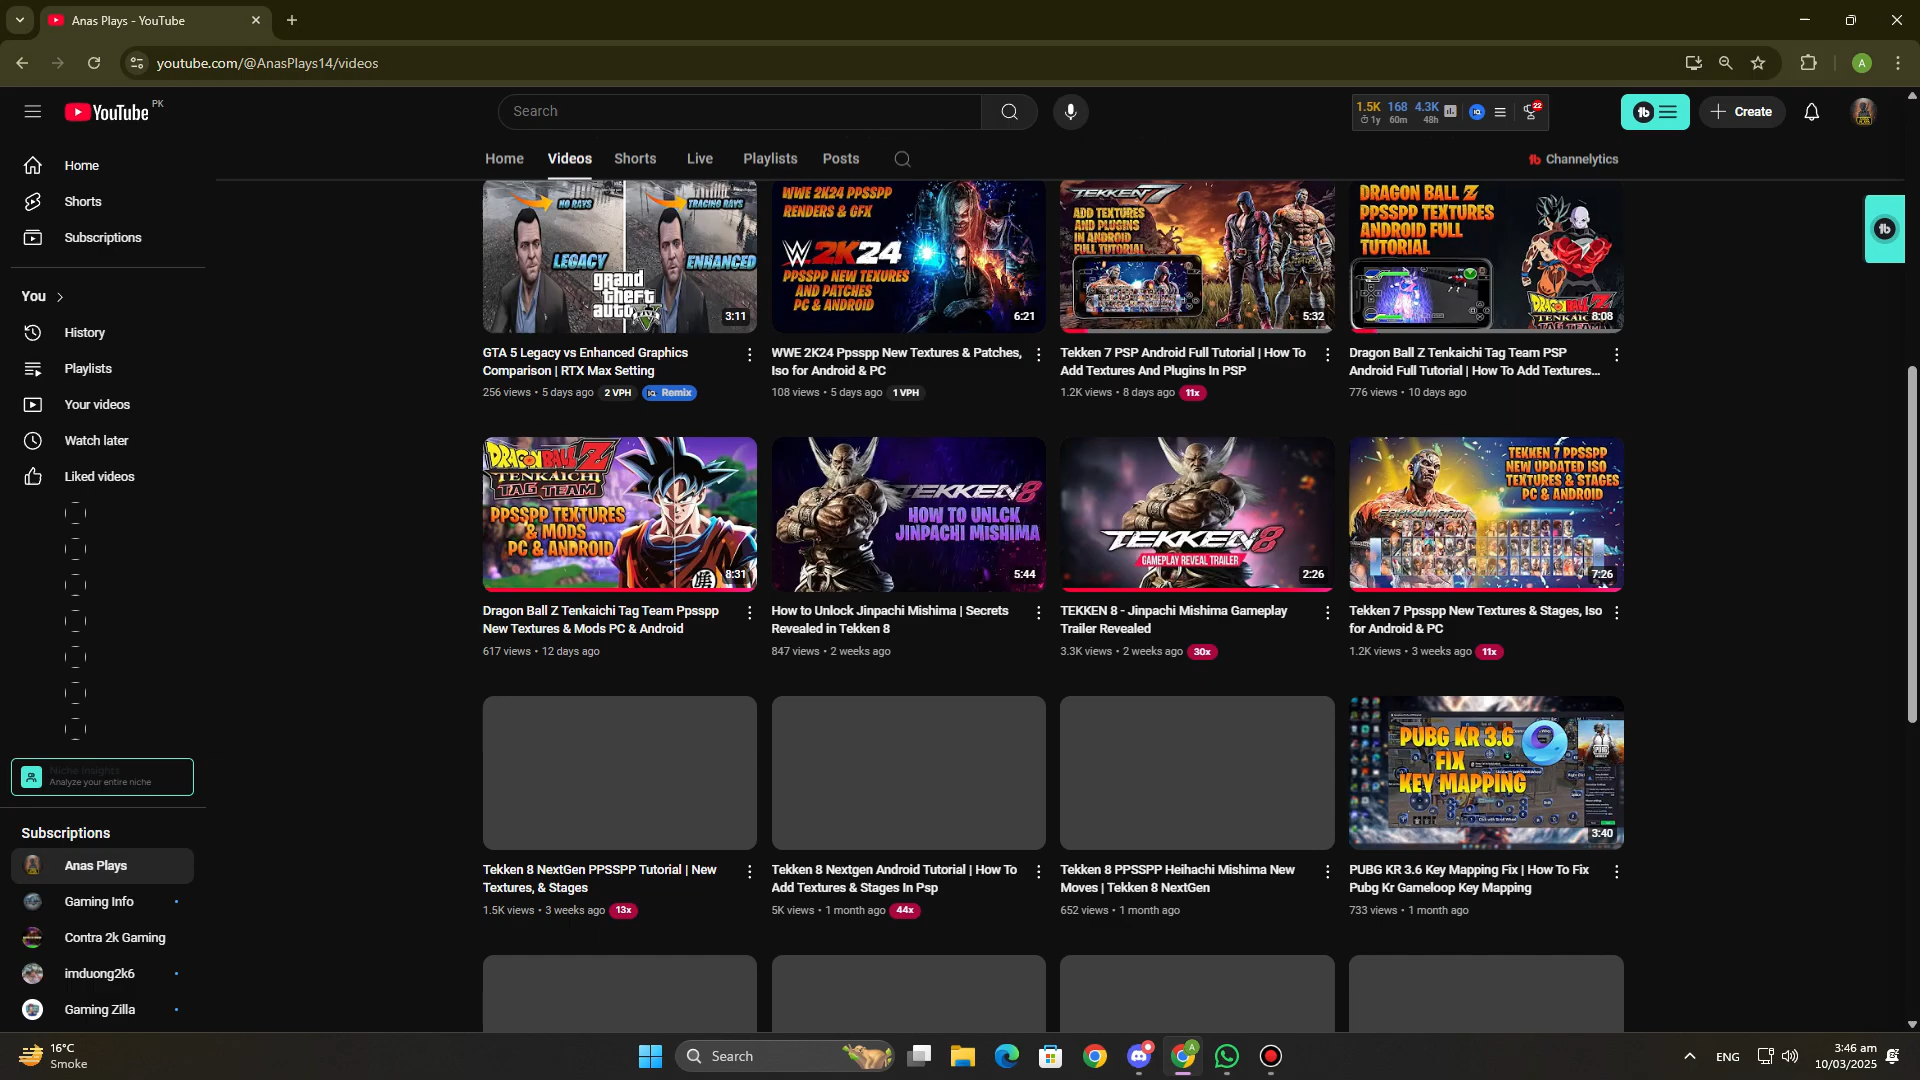 Anas Plays - YouTube
youtube.com/@AnasPlays14/videos
YouTube PK
Search
1.5K 168 4.3K
1y 60m 48h
22
Create
Home
Shorts
Subscriptions
You
History
Playlists
Your videos
Watch later
Liked videos
Niche Insights
Analyze your entire niche
Subscriptions
Anas Plays
Gaming Info
Contra 2k Gaming
imduong2k6
Gaming Zilla
Home Videos Shorts Live Playlists Posts
Channelytics
NO RAYS
TRACING RAYS
LEGACY
ENHANCED
grand
theft
auto V
3:11
GTA 5 Legacy vs Enhanced Graphics
Comparison | RTX Max Setting
256 views • 5 days ago 2 VPH Remix
WWE 2K24 PPSSPP
RENDERS & GFX
W 2K24
PPSSPP NEW TEXURES
AND PATCHES
PC & ANDROID
6:21
WWE 2K24 Ppsspp New Textures & Patches,
Iso for Android & PC
108 views • 5 days ago 1 VPH
TEKKEN 7
ADD TEXTURES
AND PLUGINS
IN ANDROID
FULL TUTORIAL
5:32
Tekken 7 PSP Android Full Tutorial | How To
Add Textures And Plugins In PSP
1.2K views • 8 days ago 11x
DRAGON BALL Z
PPSSPP TEXTURES
ANDROID FULL
TUTORIAL
DRAGON BALL Z
TENKAICHI
TAG TEAM
8:08
Dragon Ball Z Tenkaichi Tag Team PSP
Android Full Tutorial | How To Add Textures...
776 views • 10 days ago
DRAGON BALL Z
TENKAICHI
TAG TEAM
PPSSPP TEXTURES
& MODS
PC & ANDROID
8:31
Dragon Ball Z Tenkaichi Tag Team Ppsspp
New Textures & Mods PC & Android
617 views • 12 days ago
TEKKEN 8
HOW TO UNLCK
JINPACHI MISHIMA
5:44
How to Unlock Jinpachi Mishima | Secrets
Revealed in Tekken 8
847 views • 2 weeks ago
TEKKEN 8
GAMEPLAY REVEAL TRAILER
2:26
TEKKEN 8 - Jinpachi Mishima Gameplay
Trailer Revealed
3.3K views • 2 weeks ago 30x
TEKKEN 7 PPSSPP
NEW UPDATED ISO
TEXTURES & STAGES
PC & ANDROID
7:26
Tekken 7 Ppsspp New Textures & Stages, Iso
for Android & PC
1.2K views • 3 weeks ago 11x
Tekken 8 NextGen PPSSPP Tutorial | New
Textures, & Stages
1.5K views • 3 weeks ago 13x
Tekken 8 Nextgen Android Tutorial | How To
Add Textures & Stages In Psp
5K views • 1 month ago 44x
Tekken 8 PPSSPP Heihachi Mishima New
Moves | Tekken 8 NextGen
652 views • 1 month ago
PUBG KR 3.6
FIX
KEY MAPPING
3:40
PUBG KR 3.6 Key Mapping Fix | How To Fix
Pubg Kr Gameloop Key Mapping
733 views • 1 month ago
16°C
Smoke
Search
ENG
3:46 am
10/03/2025